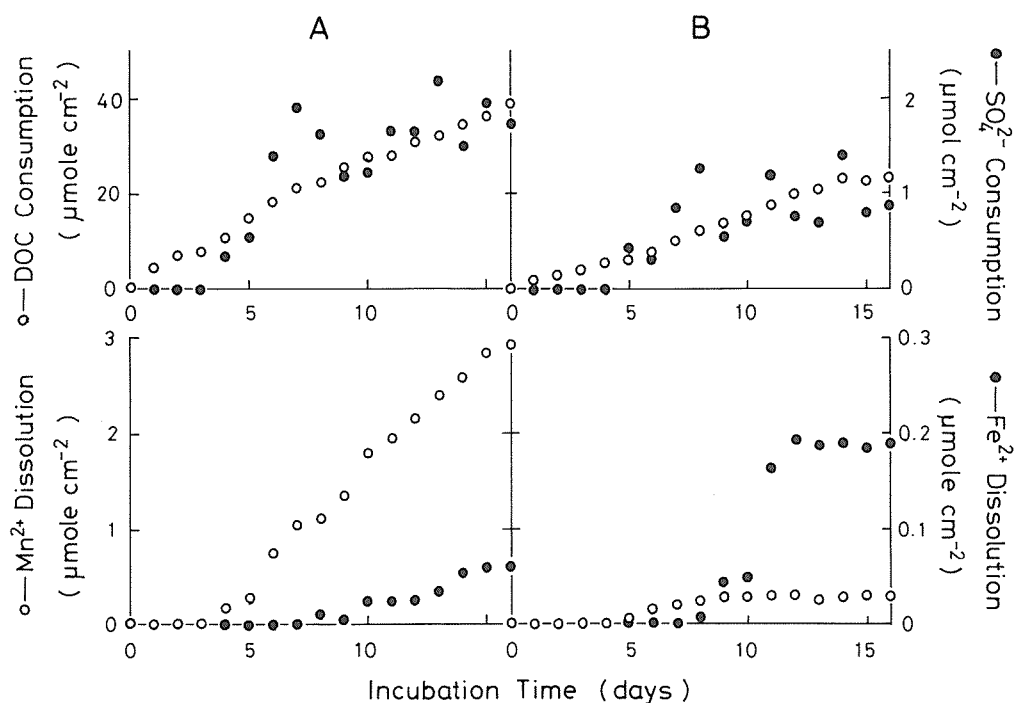 A
B
o—DOC Consumption
( μmole cm⁻² )
40
20
0
0
5
10
0
5
10
15
2
1
0
●—SO₄²⁻ Consumption
( μmol cm⁻² )
o—Mn²⁺ Dissolution
( μmole cm⁻² )
3
2
1
0
0
5
10
0
5
10
15
0.3
0.2
0.1
0
●—Fe²⁺ Dissolution
( μmole cm⁻² )
Incubation Time (days)